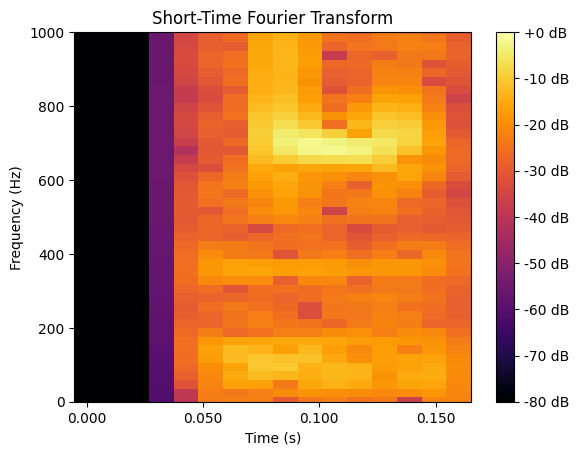 Short-Time Fourier Transform
1000
800
600
400
200
0
Frequency (Hz)
0.000
0.050
0.100
0.150
Time (s)
+0 dB
-10 dB
-20 dB
-30 dB
-40 dB
-50 dB
-60 dB
-70 dB
-80 dB